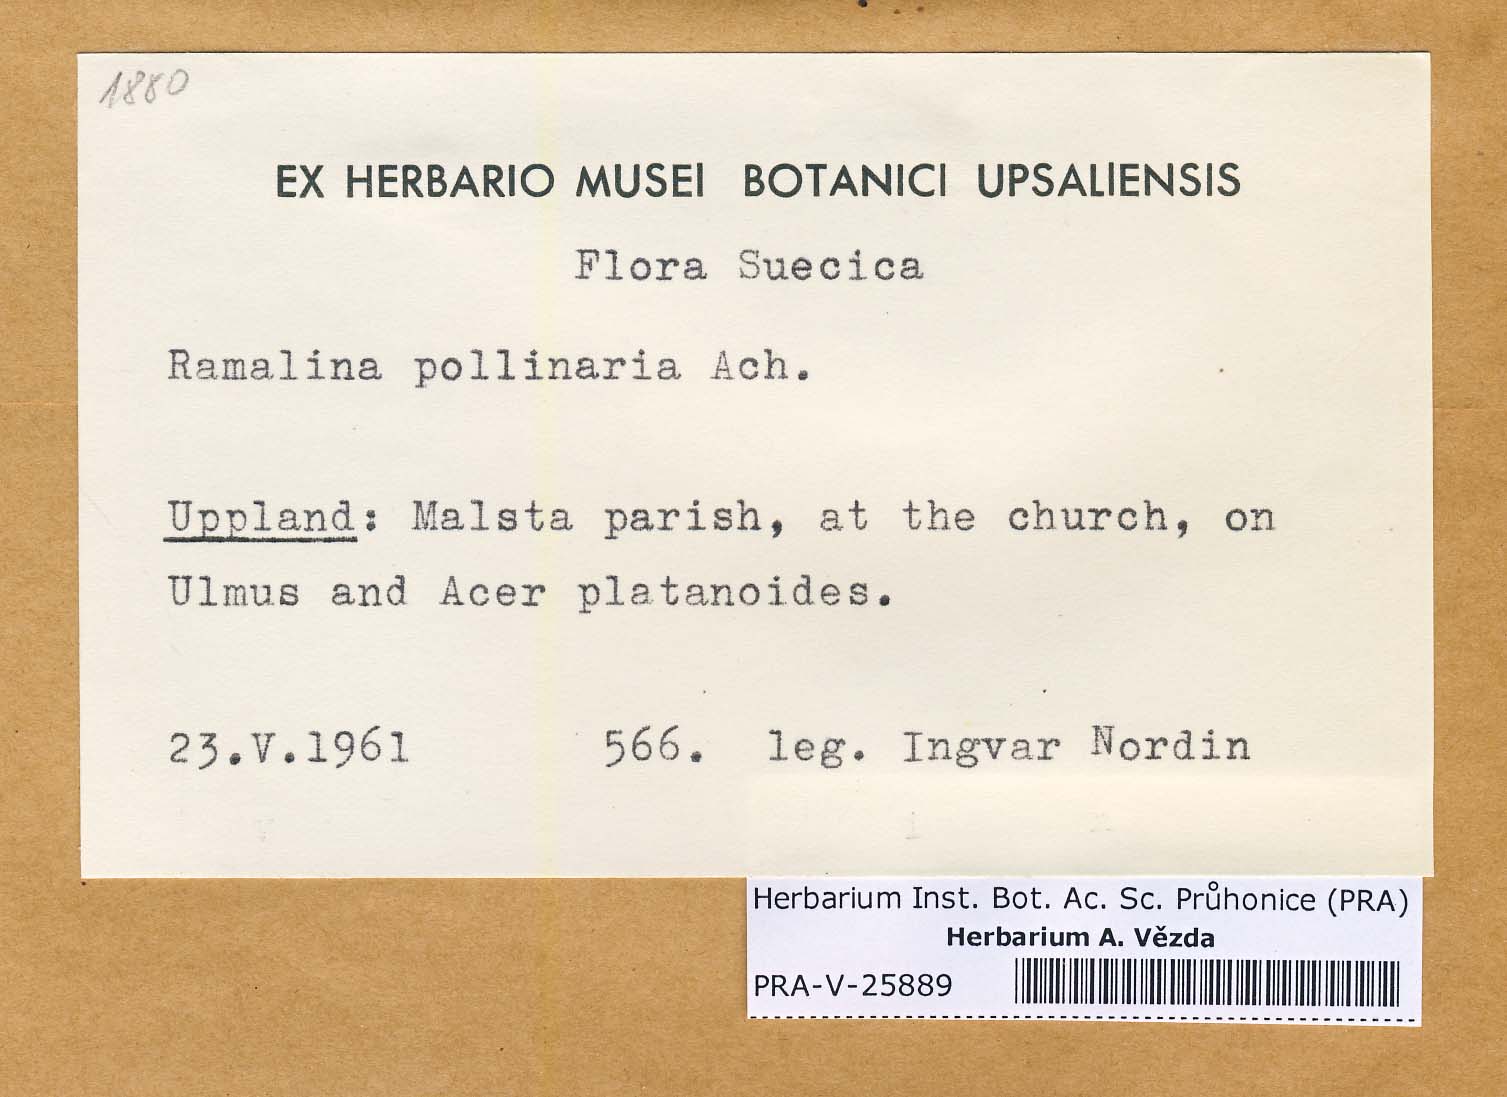 1880
EX HERBARIO MUSEI BOTANICI UPSALIENSIS
Flora Suecica
Ramalina pollinaria Ach.
Uppland: Malsta parish, at the church, on
Ulmus and Acer platanoides.
23.V.1961 566. leg. Ingvar Nordin
Herbarium Inst. Bot. Ac. Sc. Průhonice (PRA)
Herbarium A. Vězda
PRA-V-25889